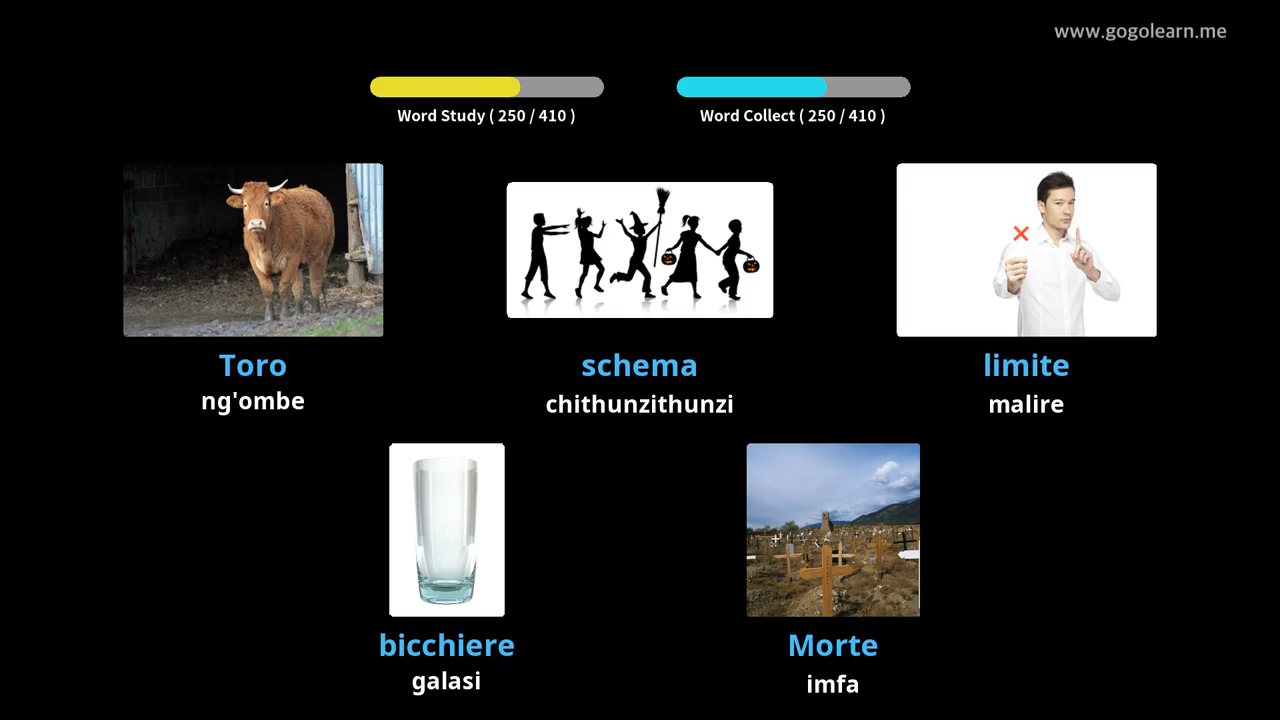 www.gogolearn.me
Word Study ( 250 / 410 )
Word Collect ( 250 / 410 )
Toro
ng'ombe
schema
chithunzithunzi
limite
malire
bicchiere
galasi
Morte
imfa